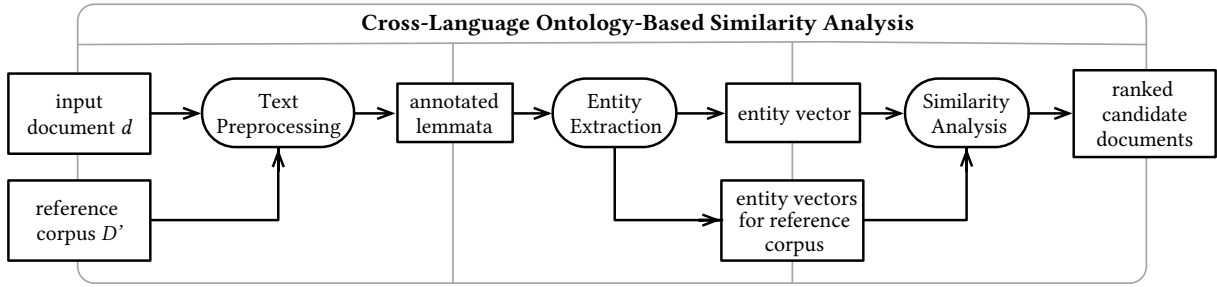 Cross-Language Ontology-Based Similarity Analysis
input
document d
Text
Preprocessing
annotated
lemmata
Entity
Extraction
entity vector
Similarity
Analysis
ranked
candidate
documents
reference
corpus D’
entity vectors
for reference
corpus